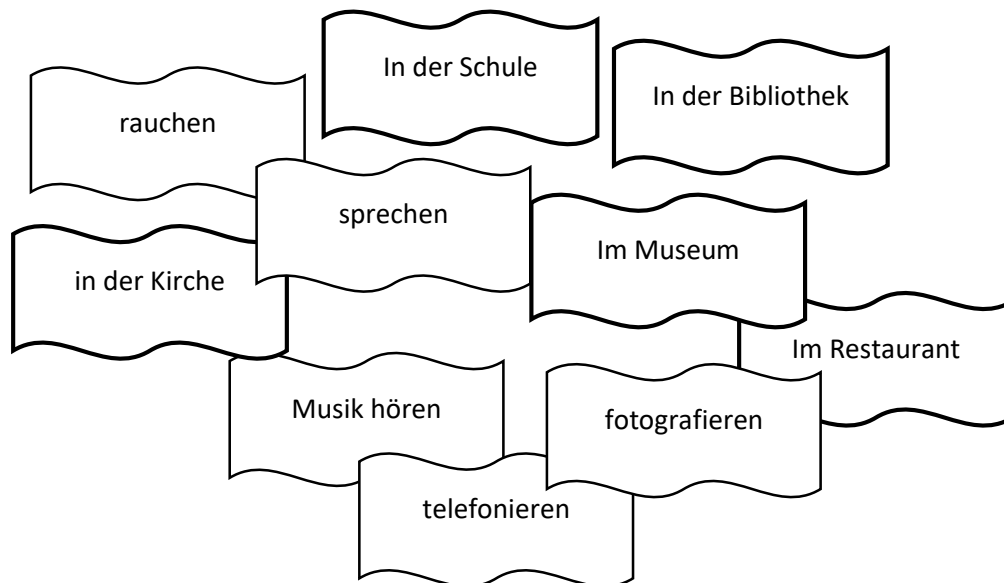 In der Schule
In der Bibliothek
rauchen
sprechen
Im Museum
in der Kirche
Im Restaurant
Musik hören
fotografieren
telefonieren